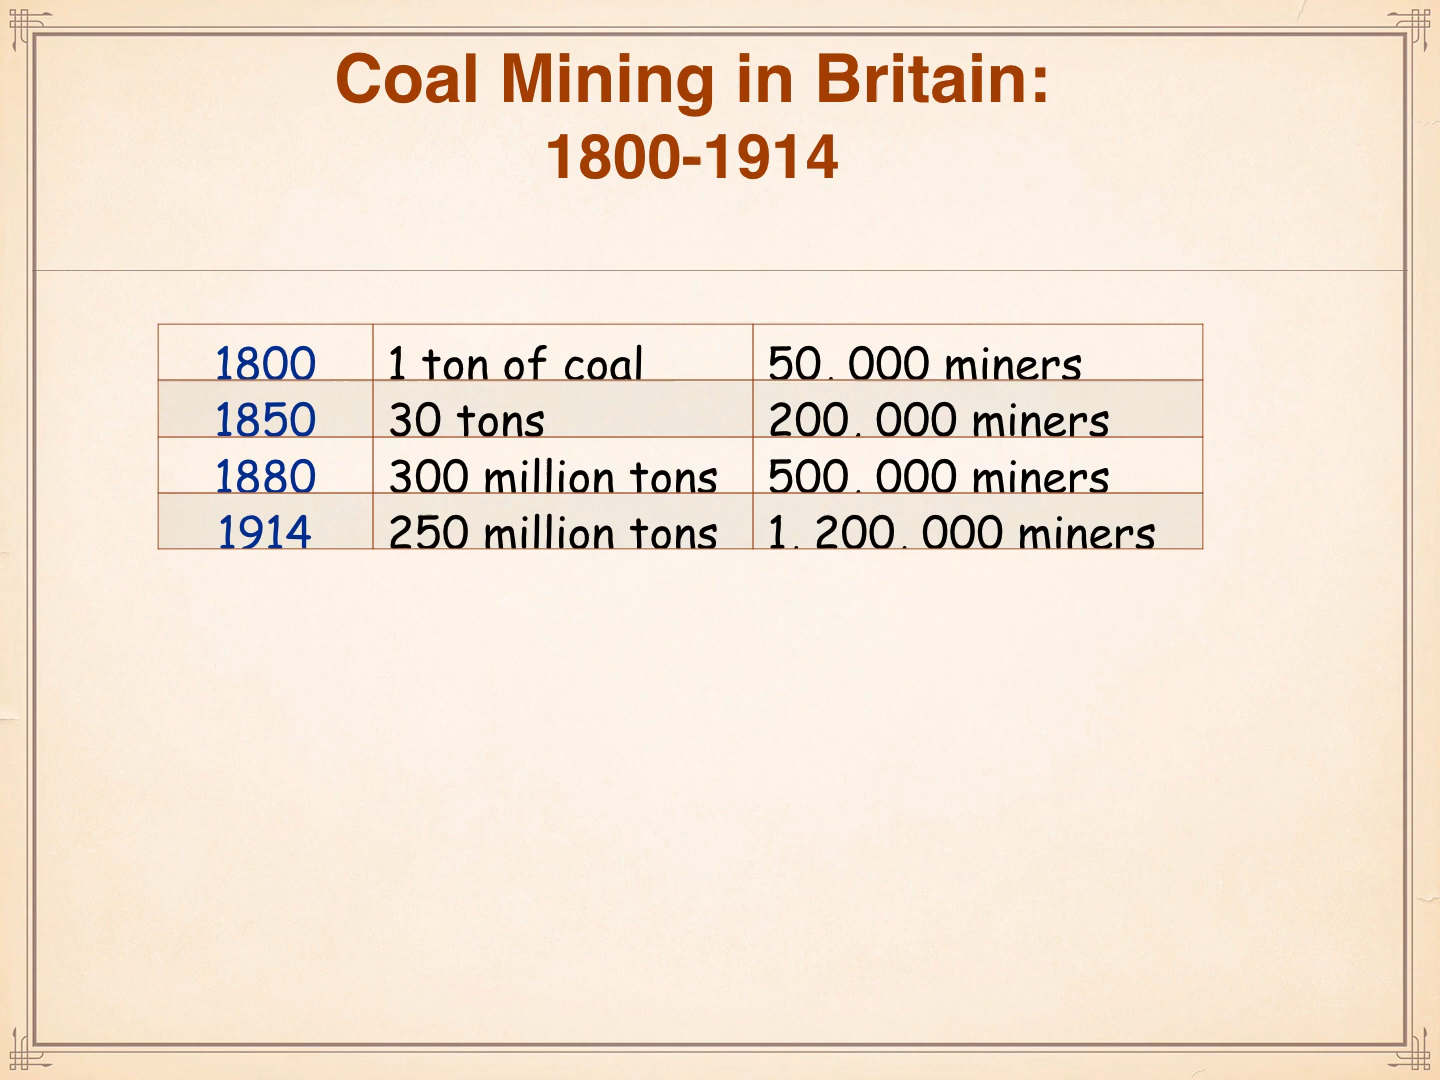 Coal Mining in Britain:
1800-1914
1800 1 ton of coal 50, 000 miners
1850 30 tons 200, 000 miners
1880 300 million tons 500, 000 miners
1914 250 million tons 1, 200, 000 miners